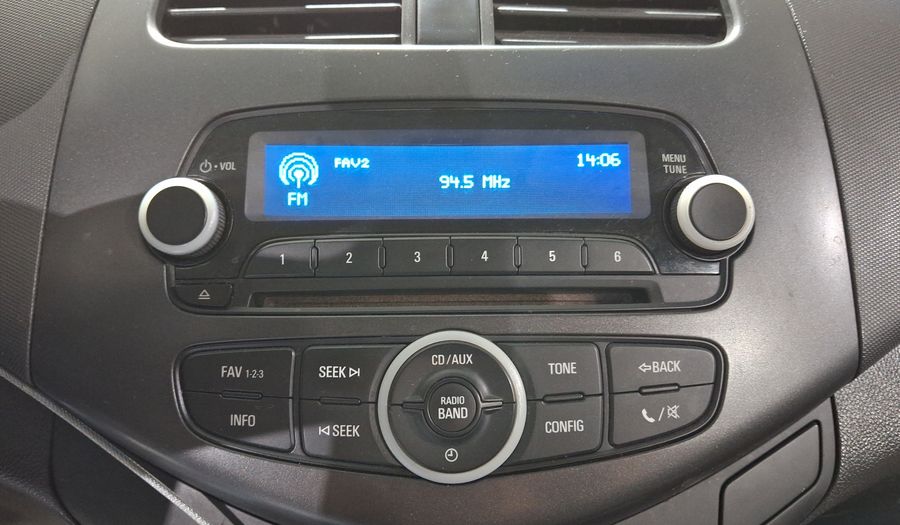 FAV2
14:06
94.5 MHz
FM
VOL
MENU
TUNE
1 2 3 4 5 6
CD/AUX
FAV 1-2-3
SEEK
TONE
BACK
RADIO
BAND
INFO
SEEK
CONFIG